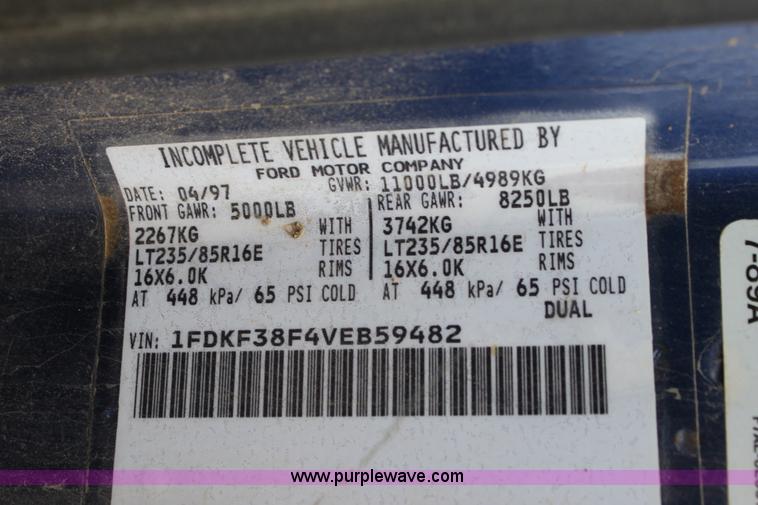 INCOMPLETE VEHICLE MANUFACTURED BY
FORD MOTOR COMPANY
DATE: 04/97 GVWR: 11000LB/4989KG
FRONT GAWR: 5000LB REAR GAWR: 8250LB
2267KG WITH 3742KG WITH
LT235/85R16E TIRES LT235/85R16E TIRES
16X6.0K RIMS 16X6.0K RIMS
AT 448 kPa/ 65 PSI COLD AT 448 kPa/ 65 PSI COLD
DUAL
VIN: 1FDKF38F4VEB59482
7-89A
www.purplewave.com